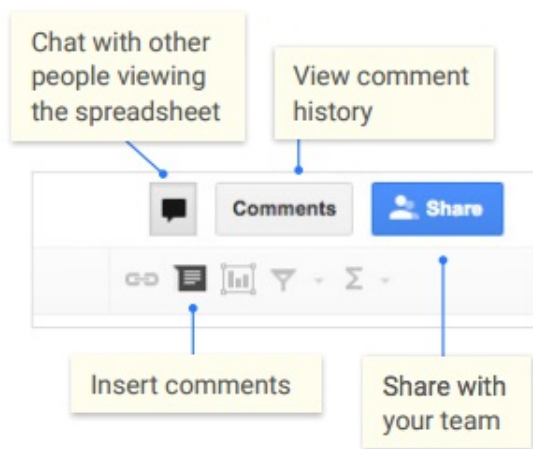 Chat with other
people viewing
the spreadsheet
View comment
history
Comments
Share
Insert comments
Share with
your team